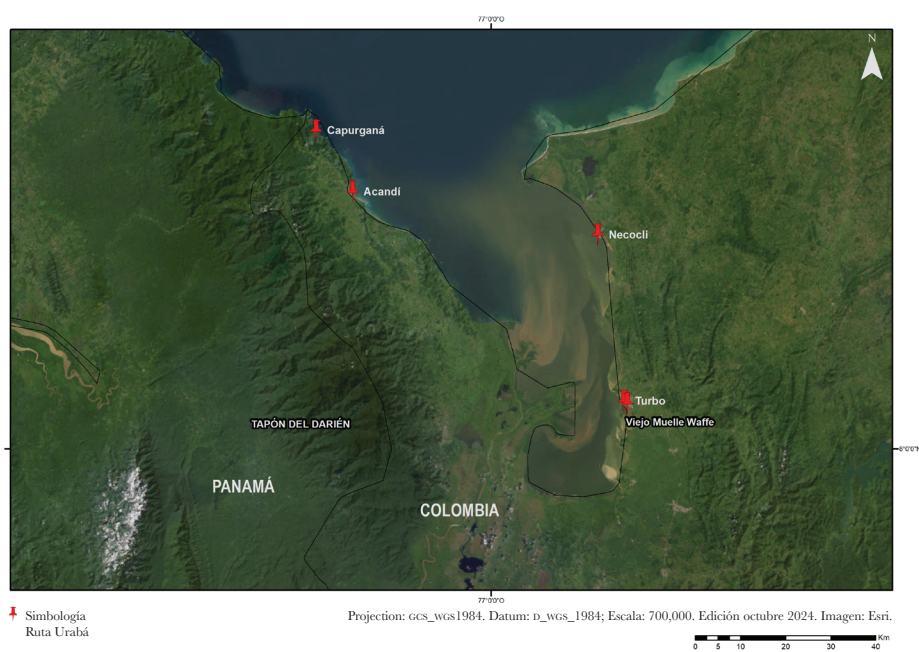 77°0'0"O
N
Capurganá
Acandí
Necocli
Turbo
Viejo Muelle Waffe
TAPÓN DEL DARIÉN
8°0'0"N
PANAMÁ
COLOMBIA
77°0'0"O
Simbología
Ruta Urabá
Projection: GCS_WGS1984. Datum: D_WGS_1984; Escala: 700,000. Edición octubre 2024. Imagen: Esri.
Km
0 5 10 20 30 40